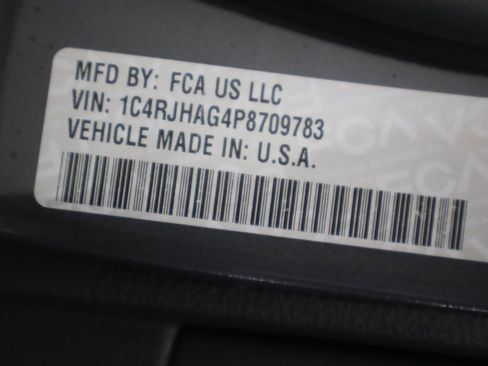 MFD BY: FCA US LLC
VIN: 1C4RJHAG4P8709783
VEHICLE MADE IN: U.S.A.